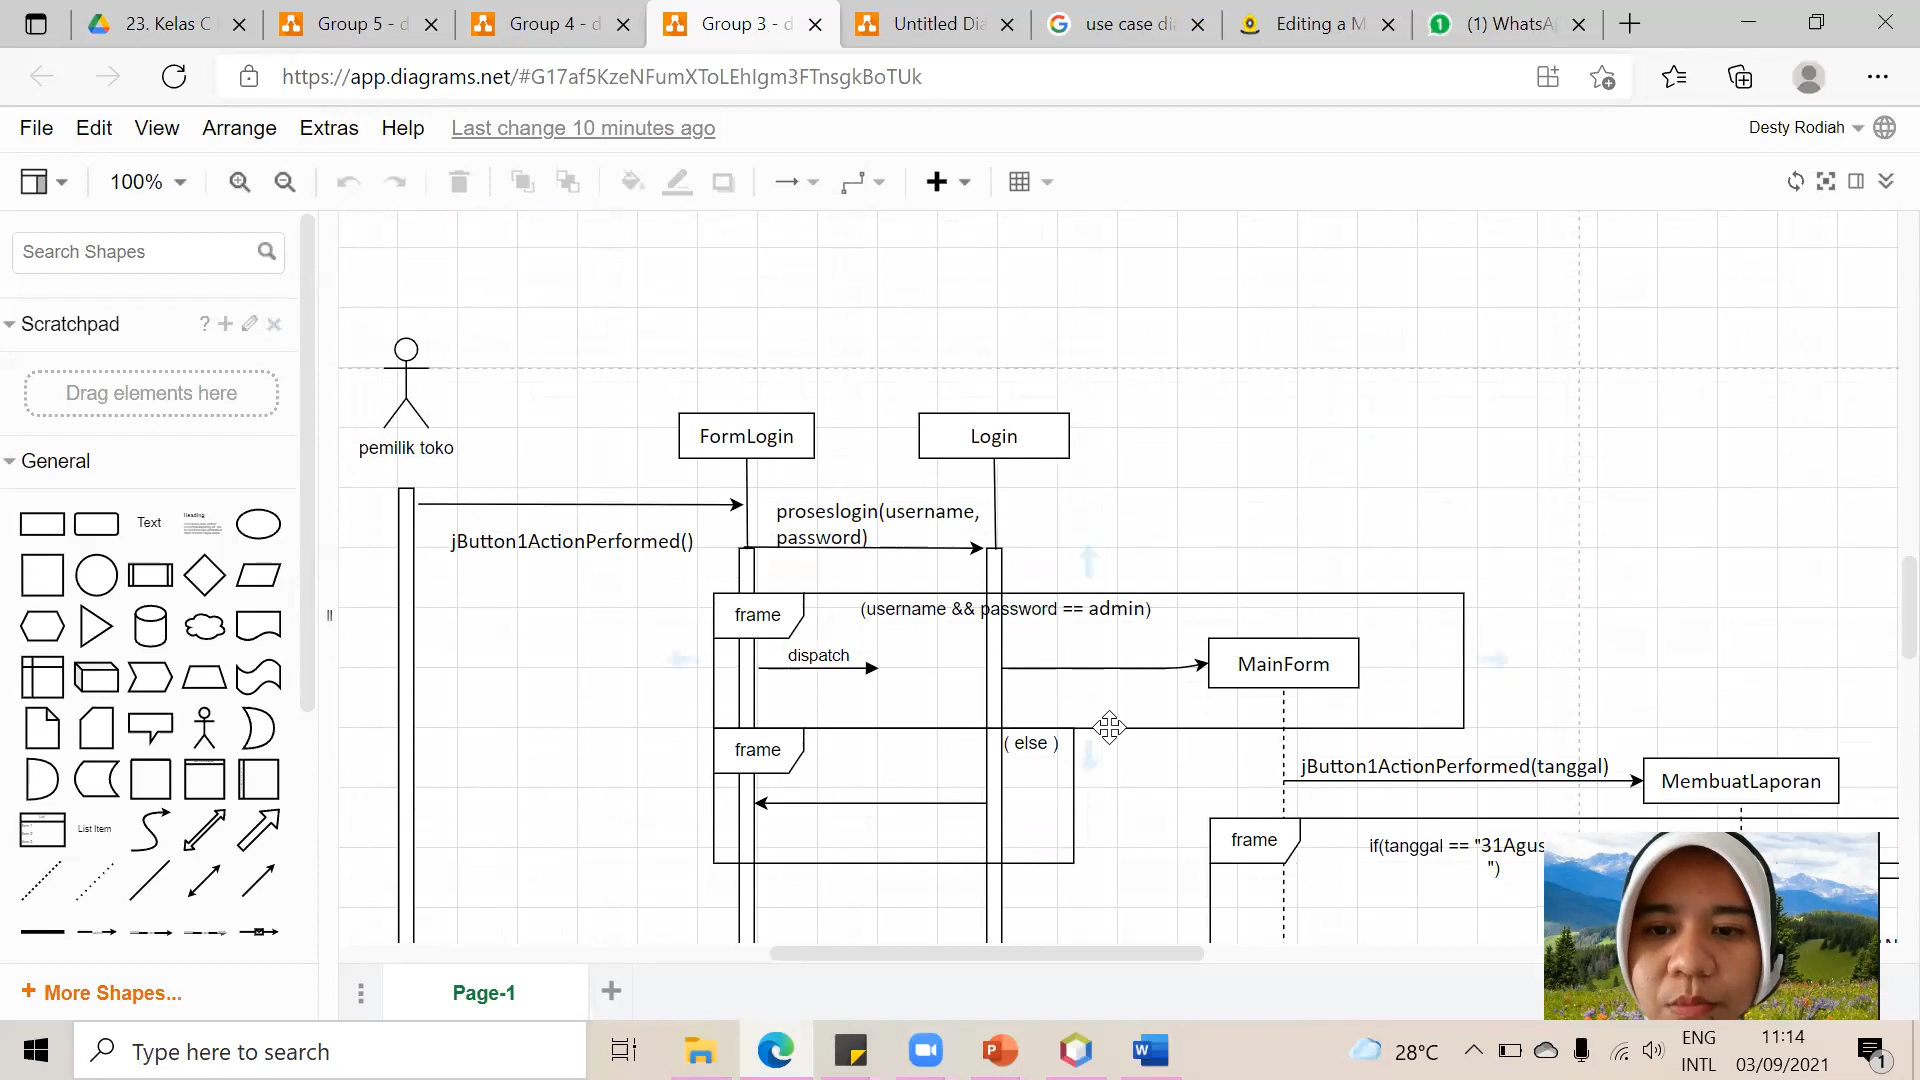 23. Kelas C
Group 5 - d
Group 4 - d
Group 3 - d
Untitled Dia
use case dia
Editing a M
(1) WhatsA
https://app.diagrams.net/#G17af5KzeNFumXToLEhIgm3FTnsgkBoTUk
File Edit View Arrange Extras Help Last change 10 minutes ago
Desty Rodiah
100%
Search Shapes
Scratchpad
?
Drag elements here
General
Text
Heading
List Item
More Shapes...
pemilik toko
FormLogin
Login
jButton1ActionPerformed()
proseslogin(username,
password)
frame
(username && password == admin)
dispatch
MainForm
frame
( else )
jButton1ActionPerformed(tanggal)
MembuatLaporan
frame
if(tanggal == "31Agus
")
Page-1
Type here to search
28°C
ENG
INTL
11:14
03/09/2021
1